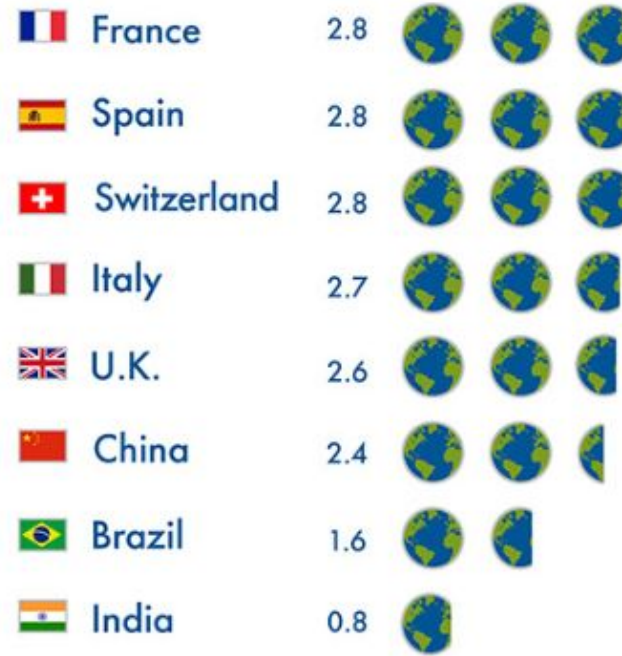 France 2.8
Spain 2.8
Switzerland 2.8
Italy 2.7
U.K. 2.6
China 2.4
Brazil 1.6
India 0.8